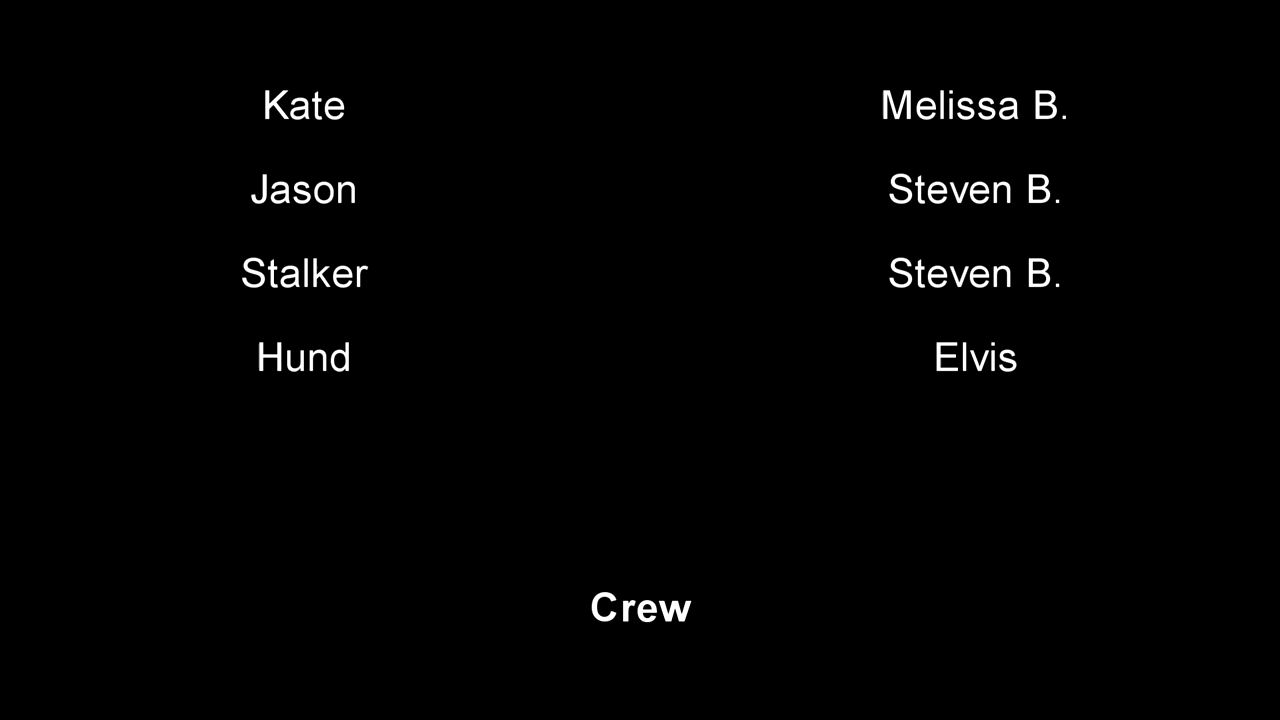 Kate Melissa B.
Jason Steven B.
Stalker Steven B.
Hund Elvis
Crew